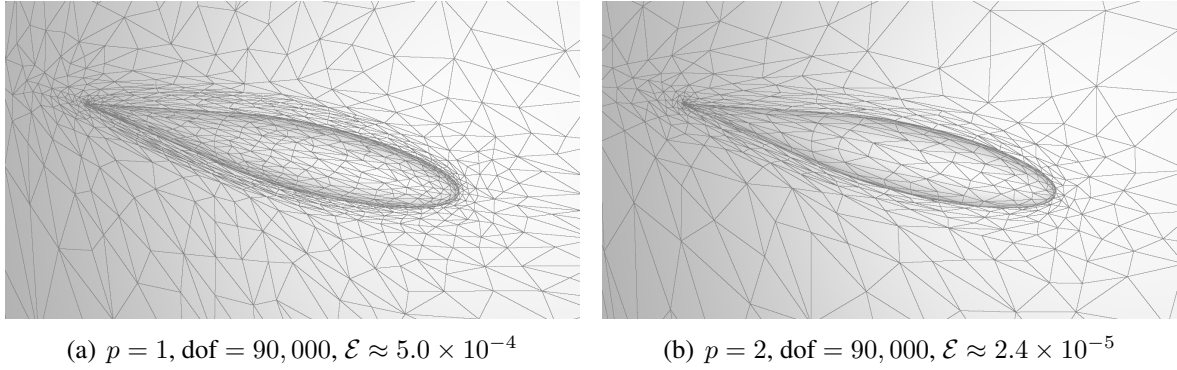 (a) p = 1, dof = 90,000, ℰ ≈ 5.0 × 10⁻⁴
(b) p = 2, dof = 90,000, ℰ ≈ 2.4 × 10⁻⁵